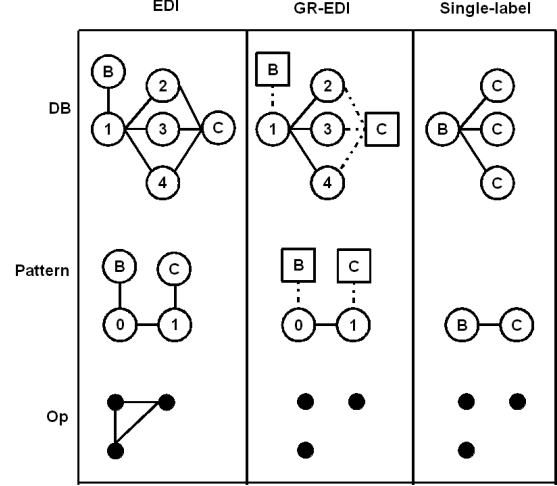 EDI GR-EDI Single-label
DB
B
1 2 3 4 C
B
1 2 3 4 C
B C C C
Pattern
B C
0 1
B C
0 1
B C
Op